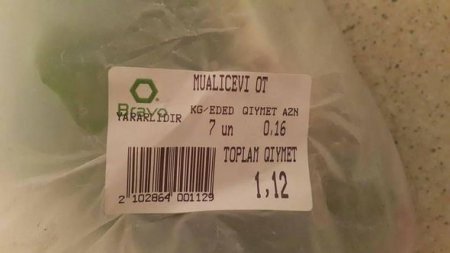 MUALICEVI OT
Bravo
KG/EDED QIYMET AZN
YARARLIDIR
7 un 0.16
TOPLAM QIYMET
1,12
2 102864 001129